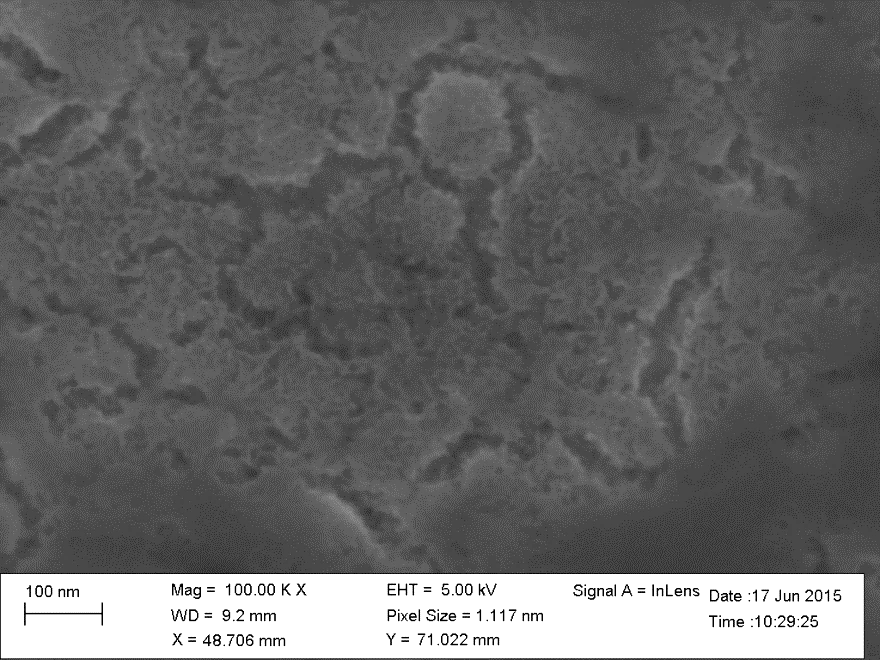 100 nm
Mag = 100.00 K X
EHT = 5.00 kV
Signal A = InLens
Date :17 Jun 2015
WD = 9.2 mm
Pixel Size = 1.117 nm
Time :10:29:25
X = 48.706 mm
Y = 71.022 mm